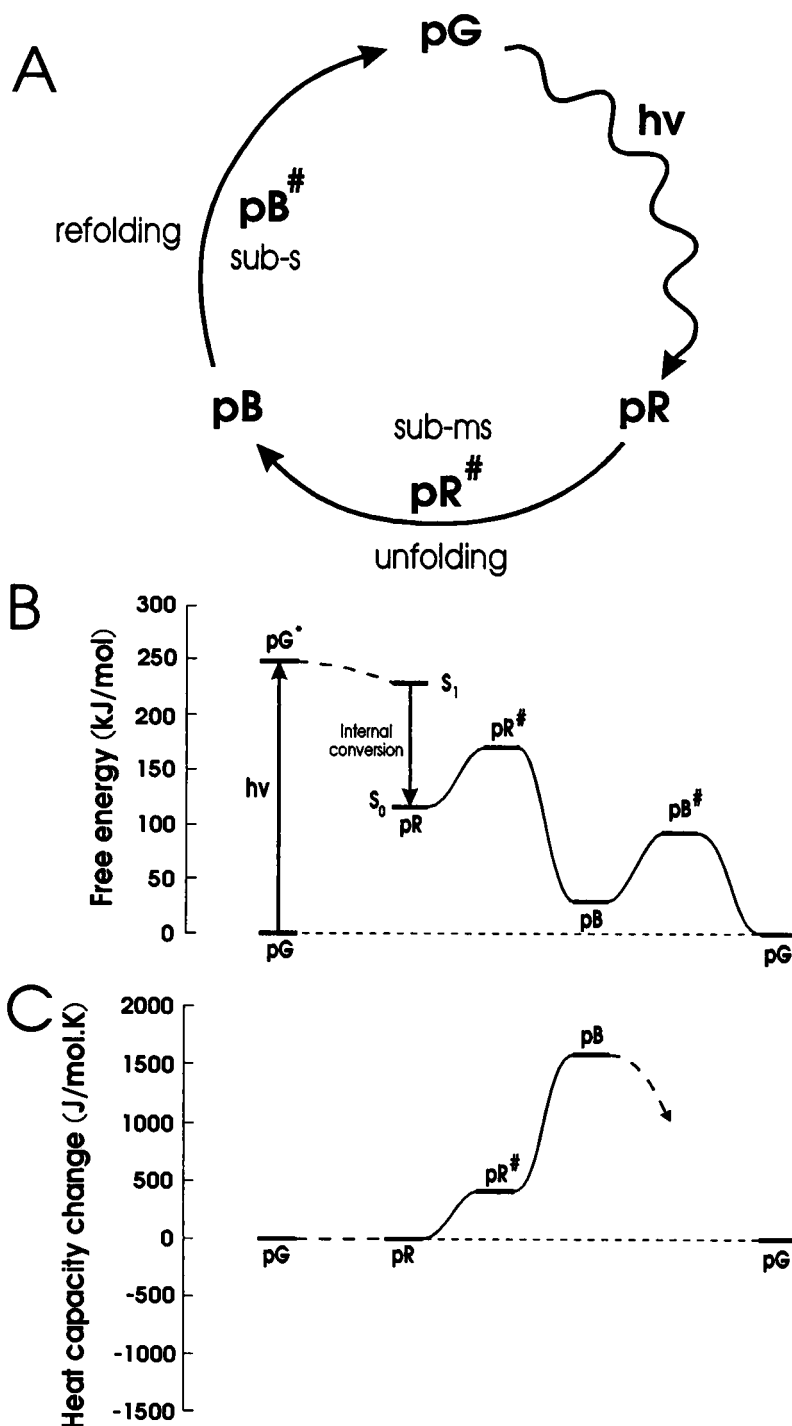 A
pG
hν
pB#
refolding
sub-s
pB
pR
sub-ms
pR#
unfolding
B
Free energy (kJ/mol)
300
250
200
150
100
50
0
pG*
S1
Internal
conversion
hν
S0
pR
pR#
pB#
pB
pG
pG
C
Heat capacity change (J/mol.K)
2000
1500
1000
500
0
-500
-1000
-1500
pB
pR#
pG
pR
pG